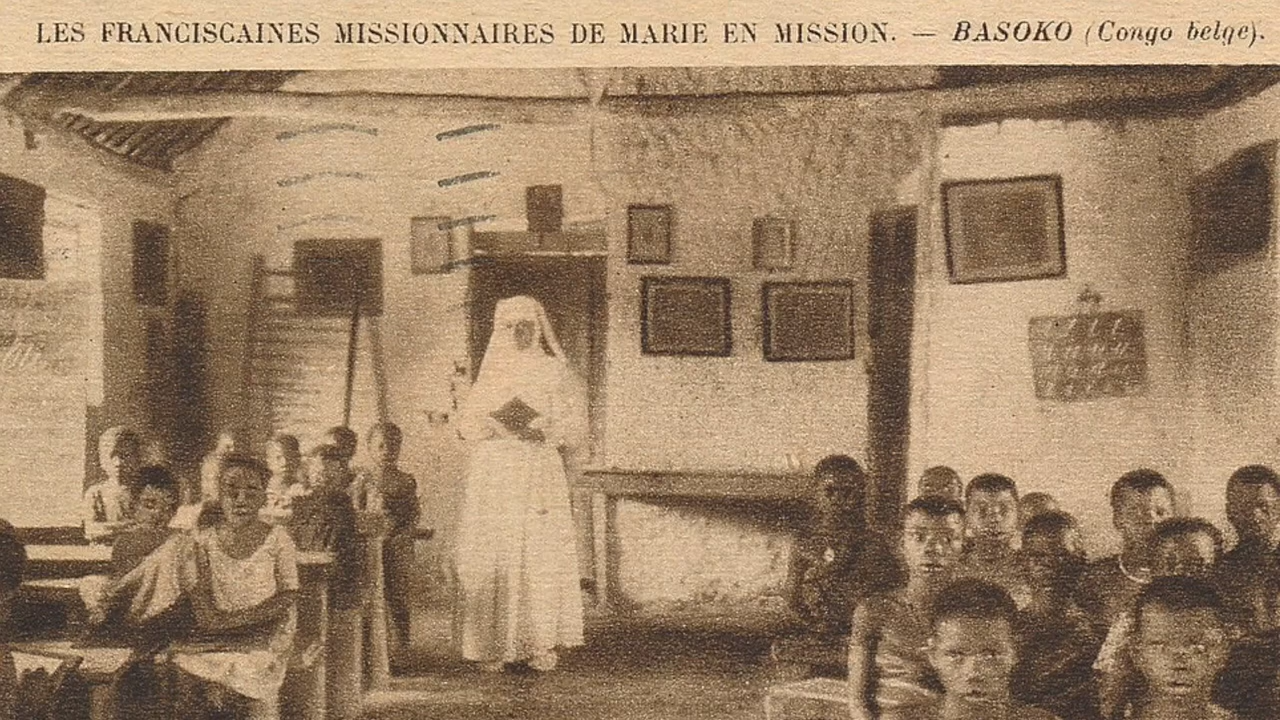 LES FRANCISCAINES MISSIONNAIRES DE MARIE EN MISSION. — BASOKO (Congo belge).